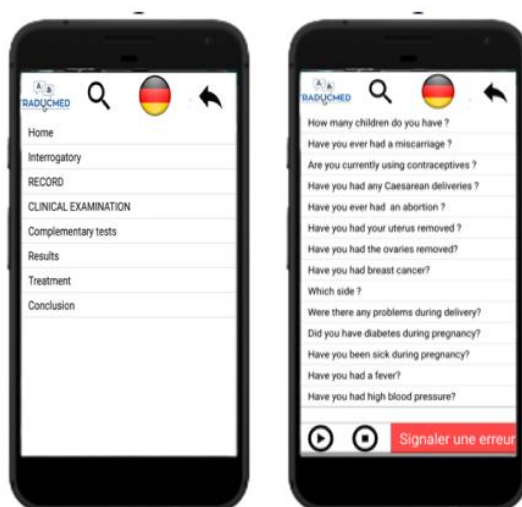 TRADUCMED
Home
Interrogatory
RECORD
CLINICAL EXAMINATION
Complementary tests
Results
Treatment
Conclusion
TRADUCMED
How many children do you have ?
Have you ever had a miscarriage ?
Are you currently using contraceptives ?
Have you had any Caesarean deliveries ?
Have you ever had an abortion ?
Have you had your uterus removed ?
Have you had the ovaries removed?
Have you had breast cancer?
Which side ?
Were there any problems during delivery?
Did you have diabetes during pregnancy?
Have you been sick during pregnancy?
Have you had a fever?
Have you had high blood pressure?
Signaler une erreur